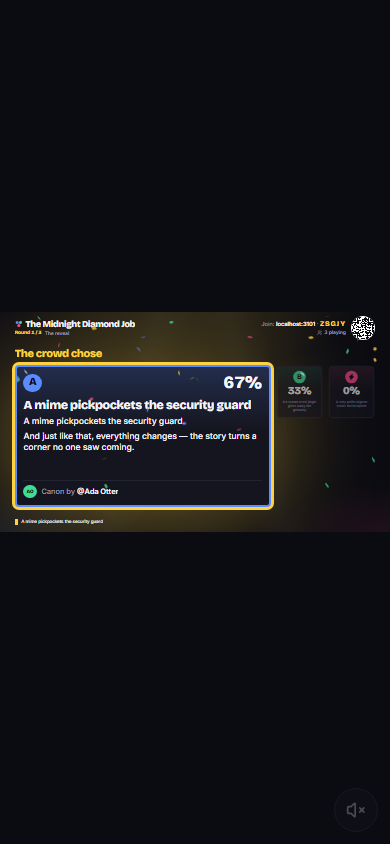 The Midnight Diamond Job
Round 1 / 3 The reveal
Join: localhost:3101 ZSGJY
3 playing
The crowd chose
A
67%
A mime pickpockets the security guard
A mime pickpockets the security guard.
And just like that, everything changes — the story turns a
corner no one saw coming.
AO Canon by @Ada Otter
B
33%
0%
A mime pickpockets the security guard